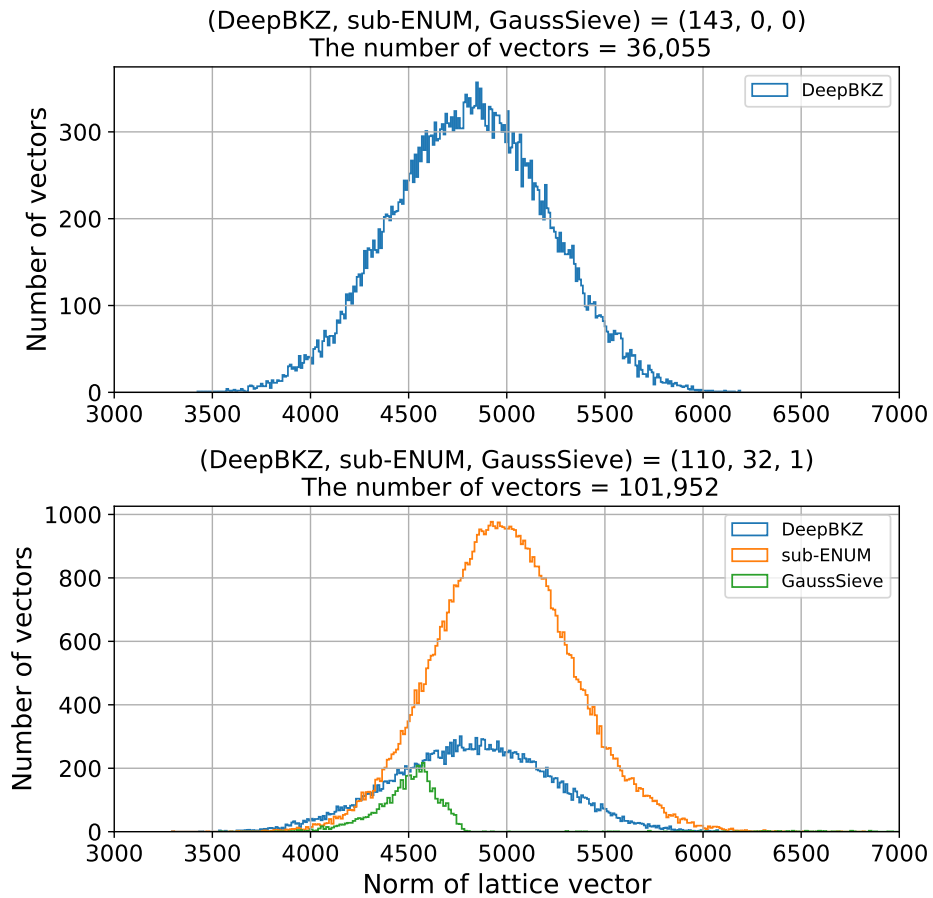 (DeepBKZ, sub-ENUM, GaussSieve) = (143, 0, 0)
The number of vectors = 36,055
DeepBKZ
Number of vectors
300
200
100
0
3000 3500 4000 4500 5000 5500 6000 6500 7000
(DeepBKZ, sub-ENUM, GaussSieve) = (110, 32, 1)
The number of vectors = 101,952
DeepBKZ
sub-ENUM
GaussSieve
Number of vectors
1000
800
600
400
200
0
3000 3500 4000 4500 5000 5500 6000 6500 7000
Norm of lattice vector